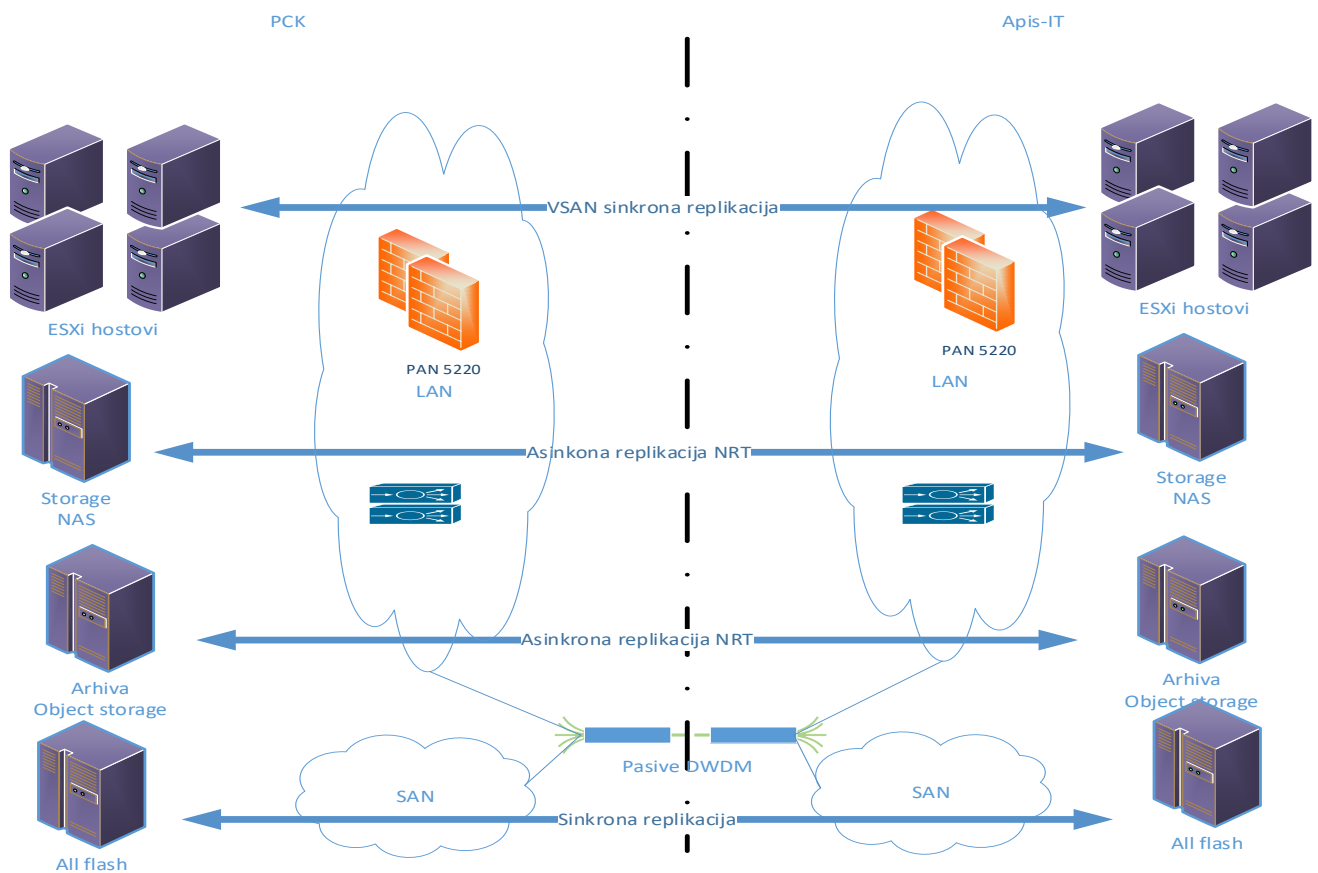 PCK
Apis-IT
VSAN sinkrona replikacija
ESXi hostovi
ESXi hostovi
PAN 5220
LAN
PAN 5220
LAN
Asinkona replikacija NRT
Storage
NAS
Storage
NAS
Asinkrona replikacija NRT
Arhiva
Object storage
Arhiva
Object storage
Pasive DWDM
SAN
SAN
Sinkrona replikacija
All flash
All flash